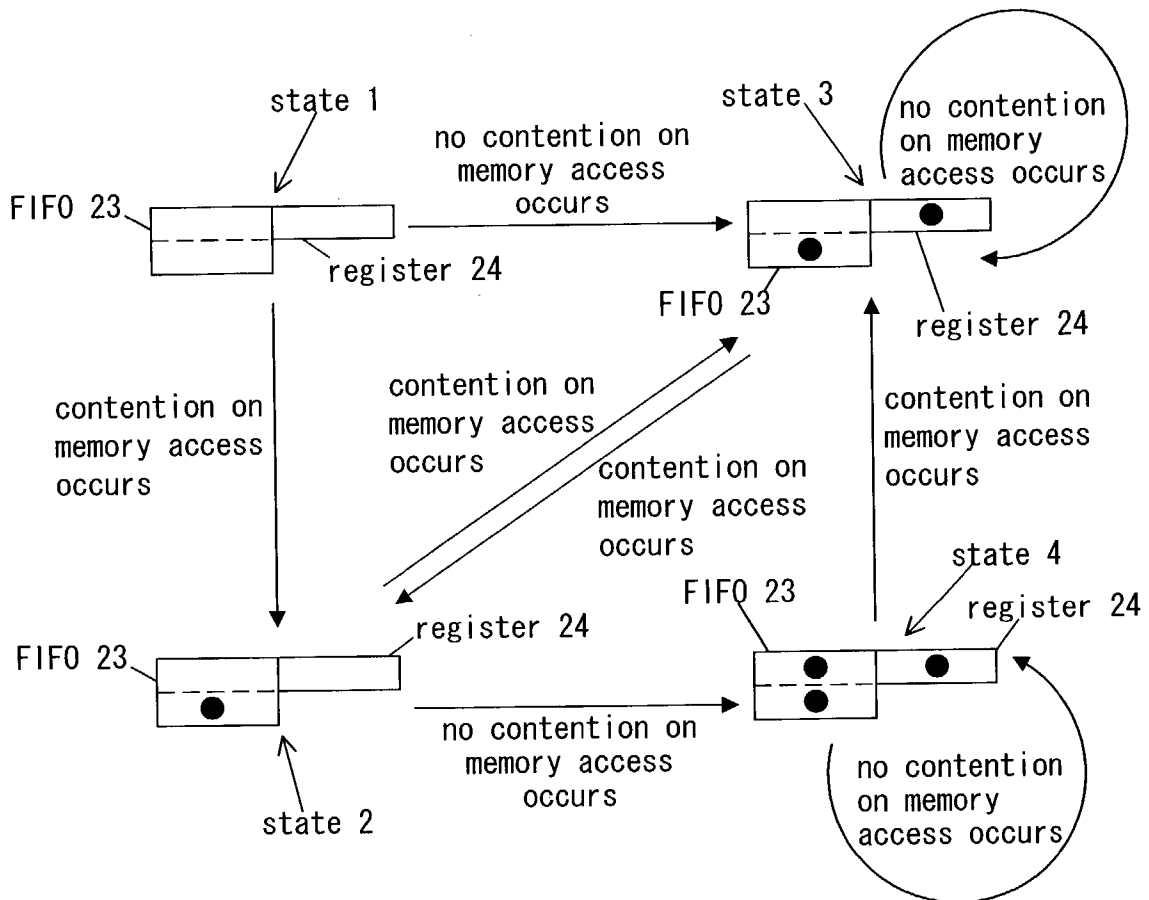 state 1
state 3
no contention
on memory
access occurs
no contention on
memory access
occurs
FIFO 23
register 24
FIFO 23
register 24
contention on
memory access
occurs
contention on
memory access
occurs
contention on
memory access
occurs
contention on
memory access
occurs
state 4
FIFO 23
register 24
register 24
FIFO 23
no contention on
memory access
occurs
no contention
on memory
access occurs
state 2